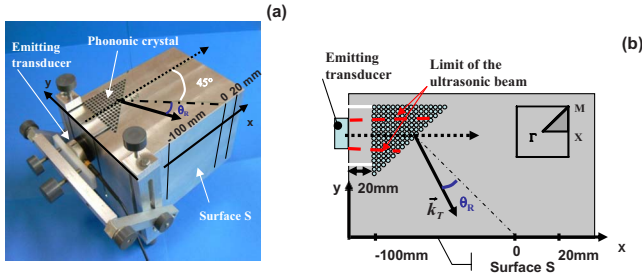 (a)
Phononic crystal
Emitting
transducer
y
45°
θR
0 20 mm
-100 mm
x
Surface S
(b)
Emitting
transducer
Limit of the
ultrasonic beam
M
Γ
X
20mm
y
k⃗T
θR
x
-100mm
0
20mm
Surface S